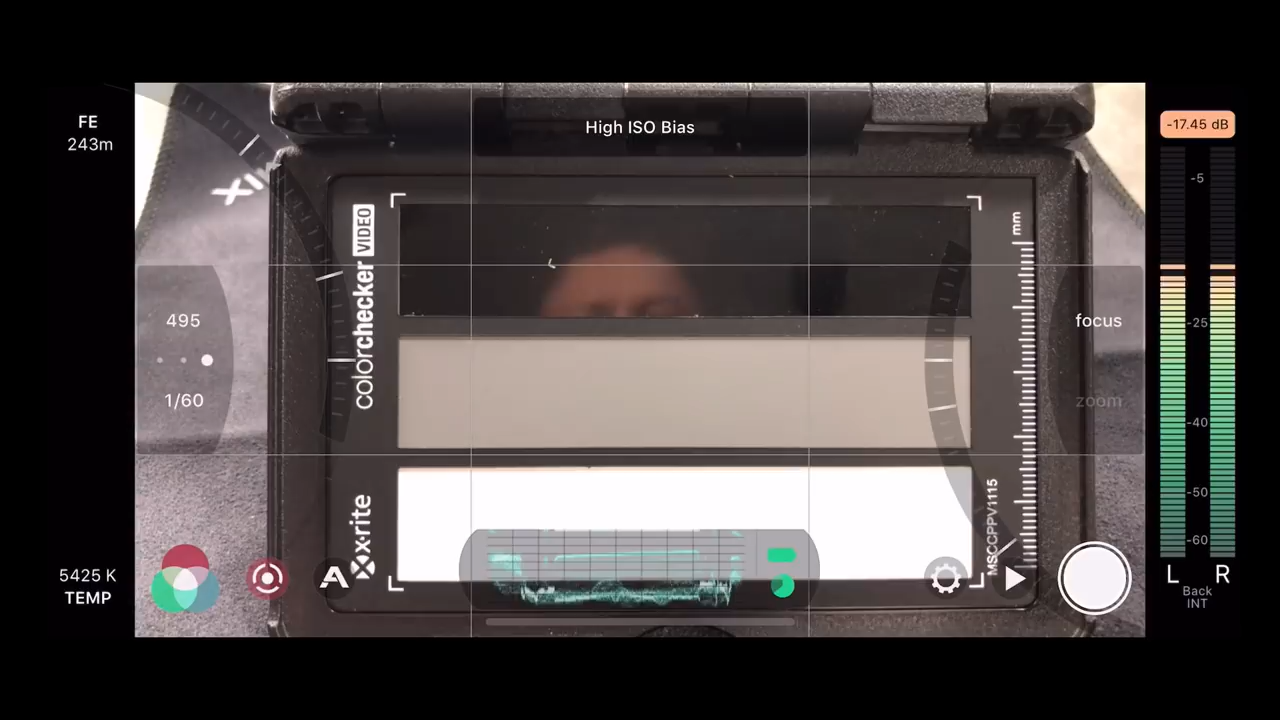 High ISO Bias
FE
243m
-17.45 dB
-5
-25
-40
-50
-60
L R
Back
INT
495
1/60
focus
zoom
5425 K
TEMP
colorchecker VIDEO
x-rite
mm
MSCCPPV1115